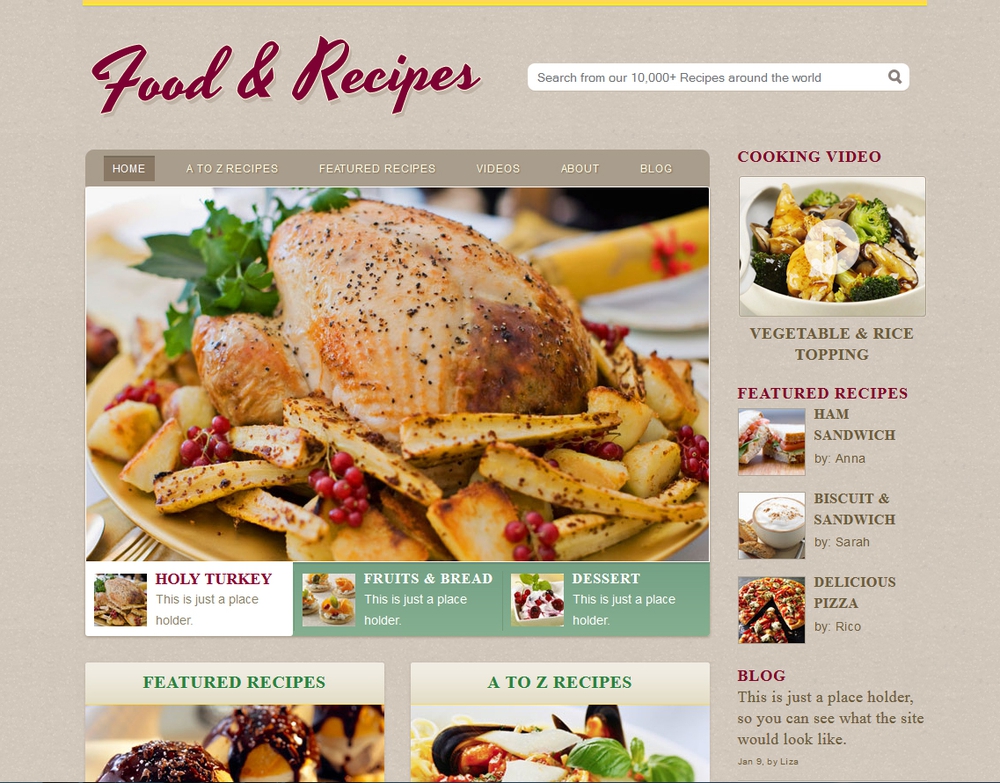 Food & Recipes
Search from our 10,000+ Recipes around the world
HOME A TO Z RECIPES FEATURED RECIPES VIDEOS ABOUT BLOG
HOLY TURKEY
This is just a place
holder.
FRUITS & BREAD
This is just a place
holder.
DESSERT
This is just a place
holder.
FEATURED RECIPES
A TO Z RECIPES
COOKING VIDEO
VEGETABLE & RICE
TOPPING
FEATURED RECIPES
HAM
SANDWICH
by: Anna
BISCUIT &
SANDWICH
by: Sarah
DELICIOUS
PIZZA
by: Rico
BLOG
This is just a place holder,
so you can see what the site
would look like.
Jan 9, by Liza